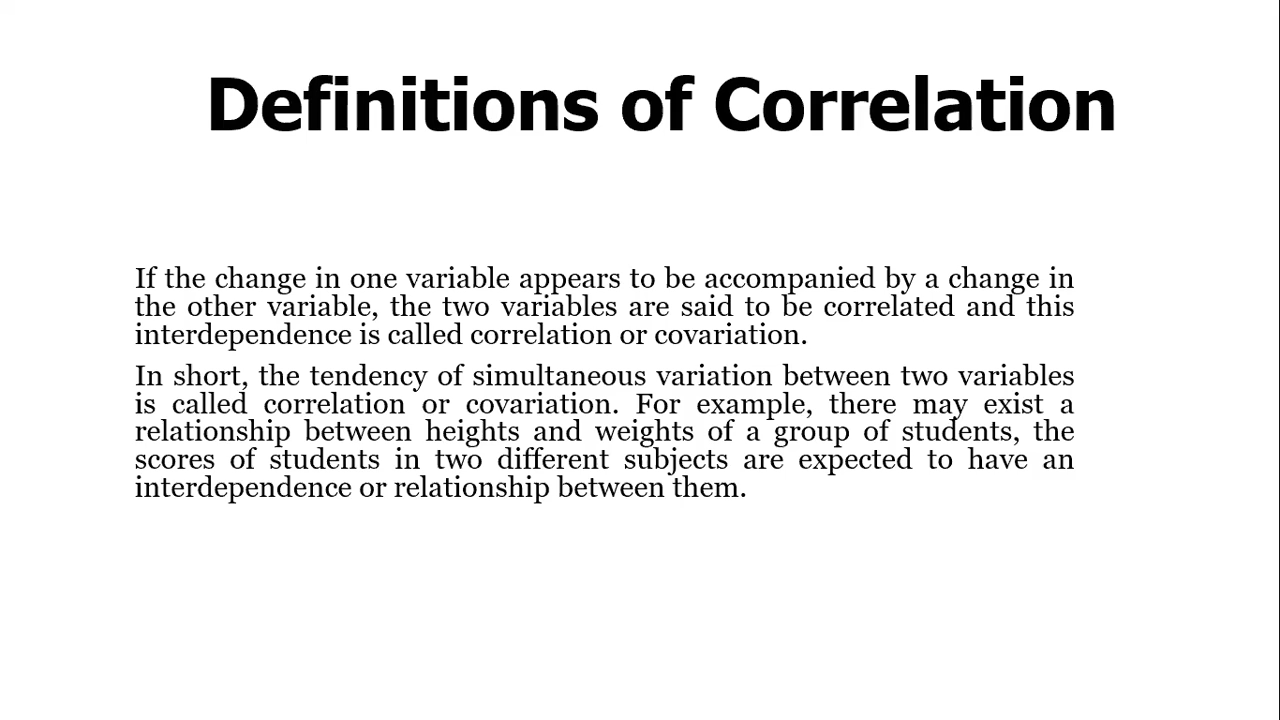 Definitions of Correlation
If the change in one variable appears to be accompanied by a change in
the other variable, the two variables are said to be correlated and this
interdependence is called correlation or covariation.
In short, the tendency of simultaneous variation between two variables
is called correlation or covariation. For example, there may exist a
relationship between heights and weights of a group of students, the
scores of students in two different subjects are expected to have an
interdependence or relationship between them.